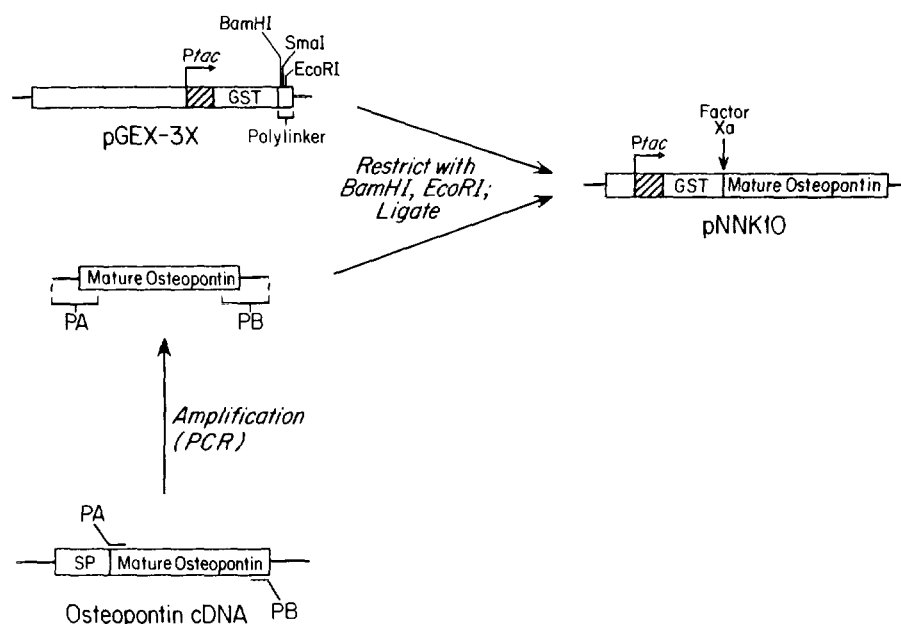 BamHI
SmaI
EcoRI
Ptac
GST
Polylinker
pGEX-3X
Restrict with
BamHI, EcoRI;
Ligate
Factor
Xa
Ptac
GST
Mature Osteopontin
pNNK10
Mature Osteopontin
PA
PB
Amplification
(PCR)
PA
SP
Mature Osteopontin
PB
Osteopontin cDNA